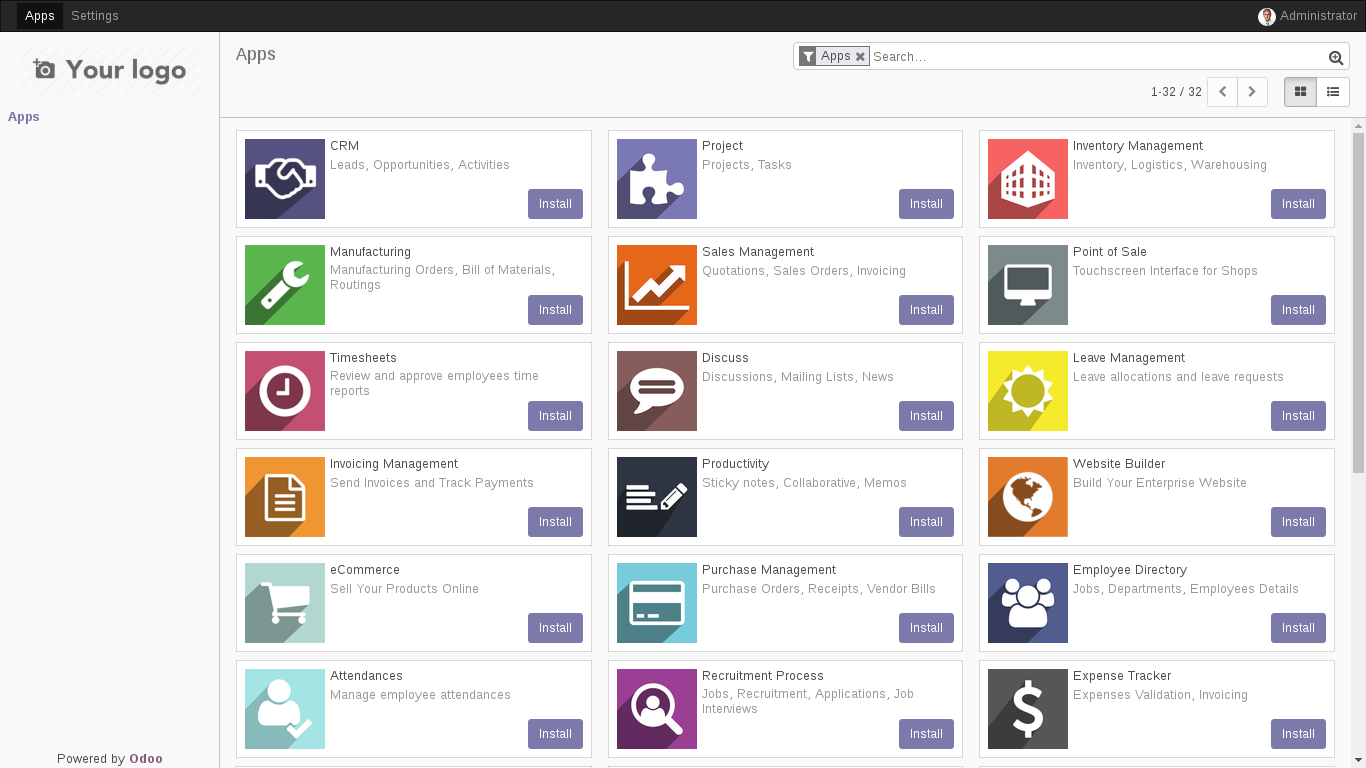 Apps
Settings
Administrator
Your logo
Apps
Powered by Odoo
Apps
Apps
Search...
1-32 / 32
CRM
Leads, Opportunities, Activities
Install
Project
Projects, Tasks
Install
Inventory Management
Inventory, Logistics, Warehousing
Install
Manufacturing
Manufacturing Orders, Bill of Materials,
Routings
Install
Sales Management
Quotations, Sales Orders, Invoicing
Install
Point of Sale
Touchscreen Interface for Shops
Install
Timesheets
Review and approve employees time
reports
Install
Discuss
Discussions, Mailing Lists, News
Install
Leave Management
Leave allocations and leave requests
Install
Invoicing Management
Send Invoices and Track Payments
Install
Productivity
Sticky notes, Collaborative, Memos
Install
Website Builder
Build Your Enterprise Website
Install
eCommerce
Sell Your Products Online
Install
Purchase Management
Purchase Orders, Receipts, Vendor Bills
Install
Employee Directory
Jobs, Departments, Employees Details
Install
Attendances
Manage employee attendances
Install
Recruitment Process
Jobs, Recruitment, Applications, Job
Interviews
Install
Expense Tracker
Expenses Validation, Invoicing
Install